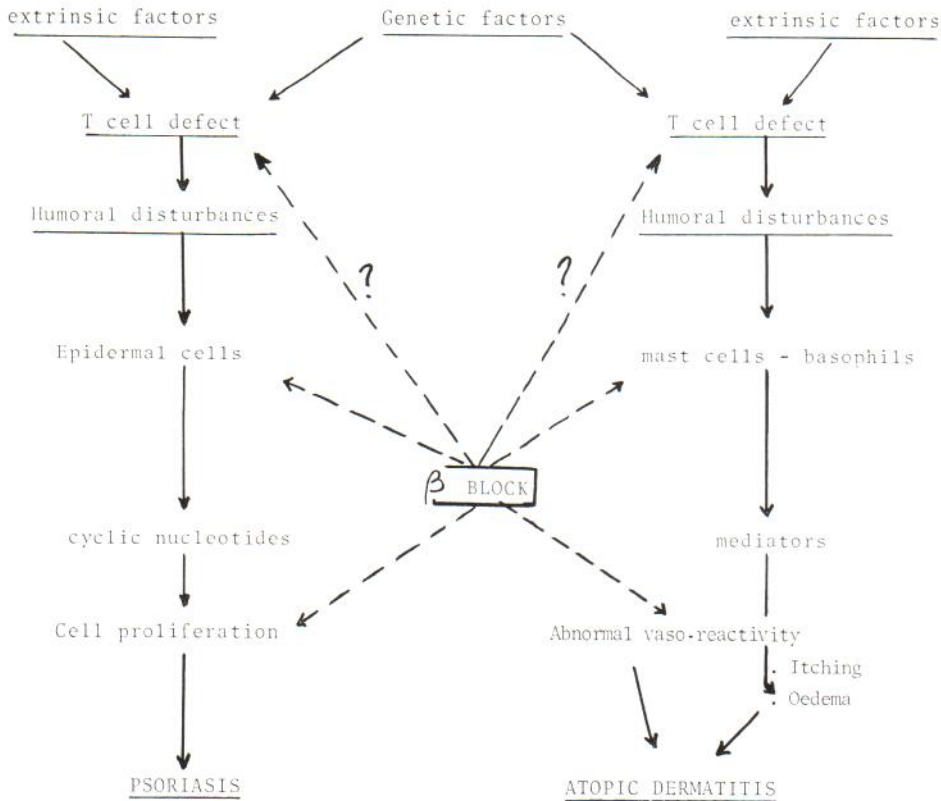 extrinsic factors
Genetic factors
extrinsic factors
T cell defect
T cell defect
Humoral disturbances
Humoral disturbances
?
?
Epidermal cells
mast cells - basophils
β BLOCK
cyclic nucleotides
mediators
Cell proliferation
Abnormal vaso-reactivity
. Itching
. Oedema
PSORIASIS
ATOPIC DERMATITIS